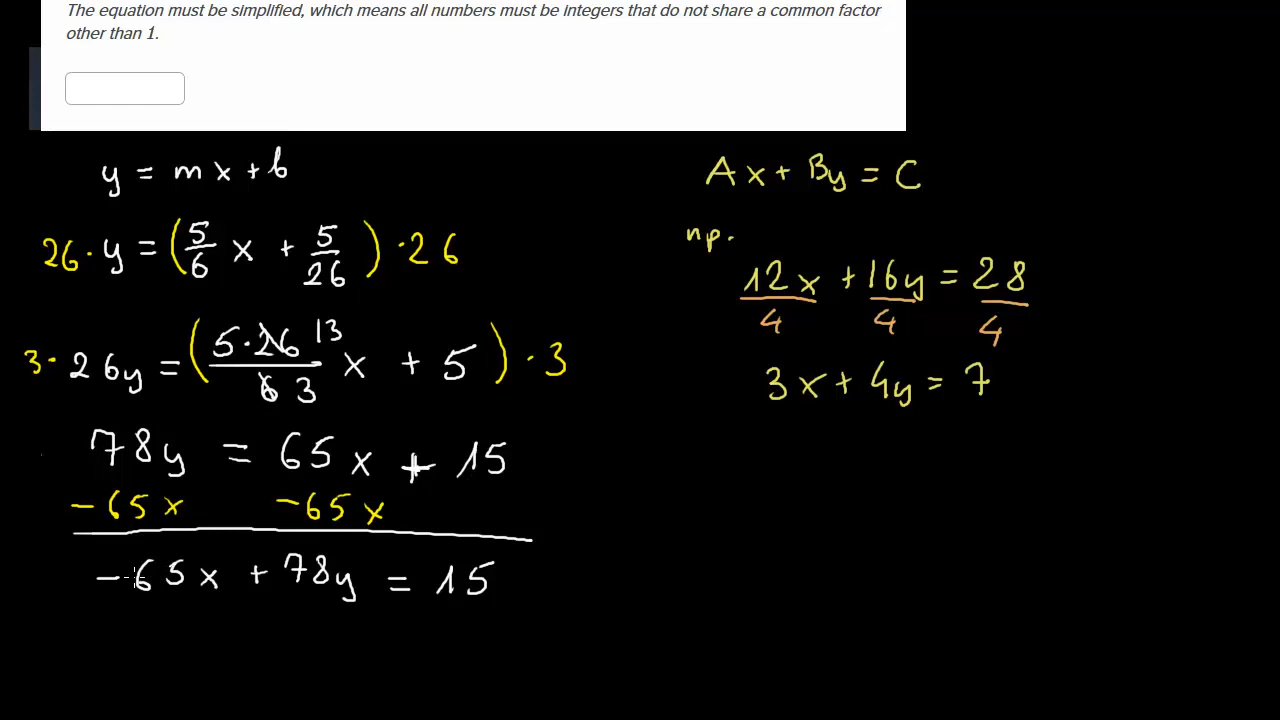 The equation must be simplified, which means all numbers must be integers that do not share a common factor
other than 1.
y = mx + b
26 · y = (5/6 x + 5/26) · 26
3 · 26y = (5·26 13/6 3 x + 5) · 3
78y = 65x + 15
-65x -65x
-65x + 78y = 15
Ax + By = C
np.
12x/4 + 16y/4 = 28/4
3x + 4y = 7